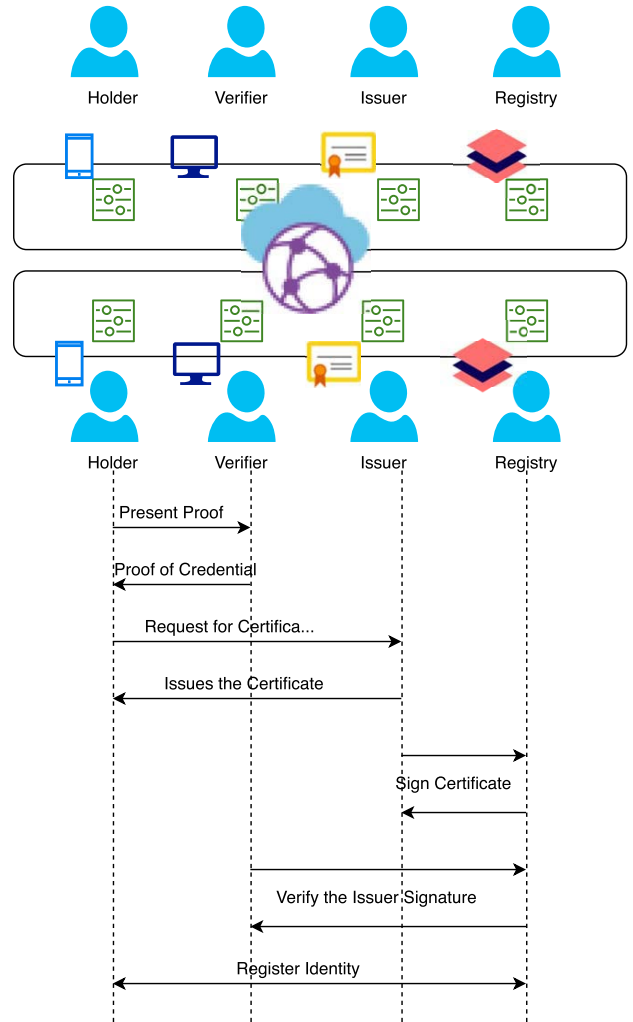 Holder
Verifier
Issuer
Registry
Holder
Verifier
Issuer
Registry
Present Proof
Proof of Credential
Request for Certifica...
Issues the Certificate
Sign Certificate
Verify the Issuer Signature
Register Identity